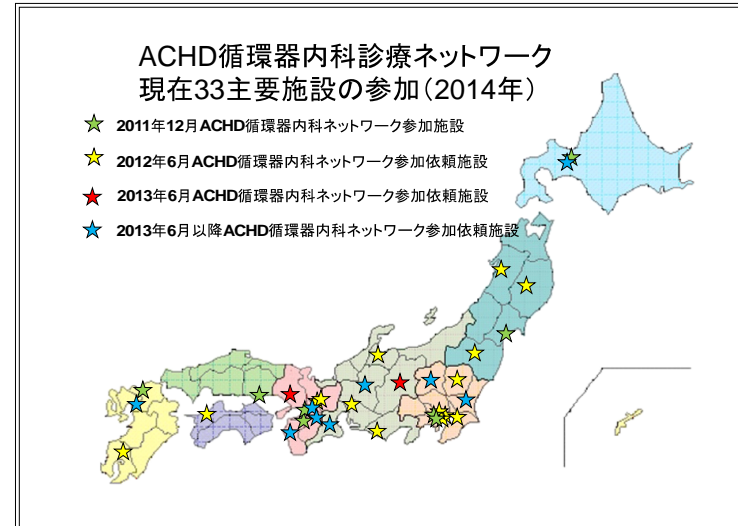 ACHD循環器内科診療ネットワーク
現在33主要施設の参加（2014年）
2011年12月ACHD循環器内科ネットワーク参加施設
2012年6月ACHD循環器内科ネットワーク参加依頼施設
2013年6月ACHD循環器内科ネットワーク参加依頼施設
2013年6月以降ACHD循環器内科ネットワーク参加依頼施設